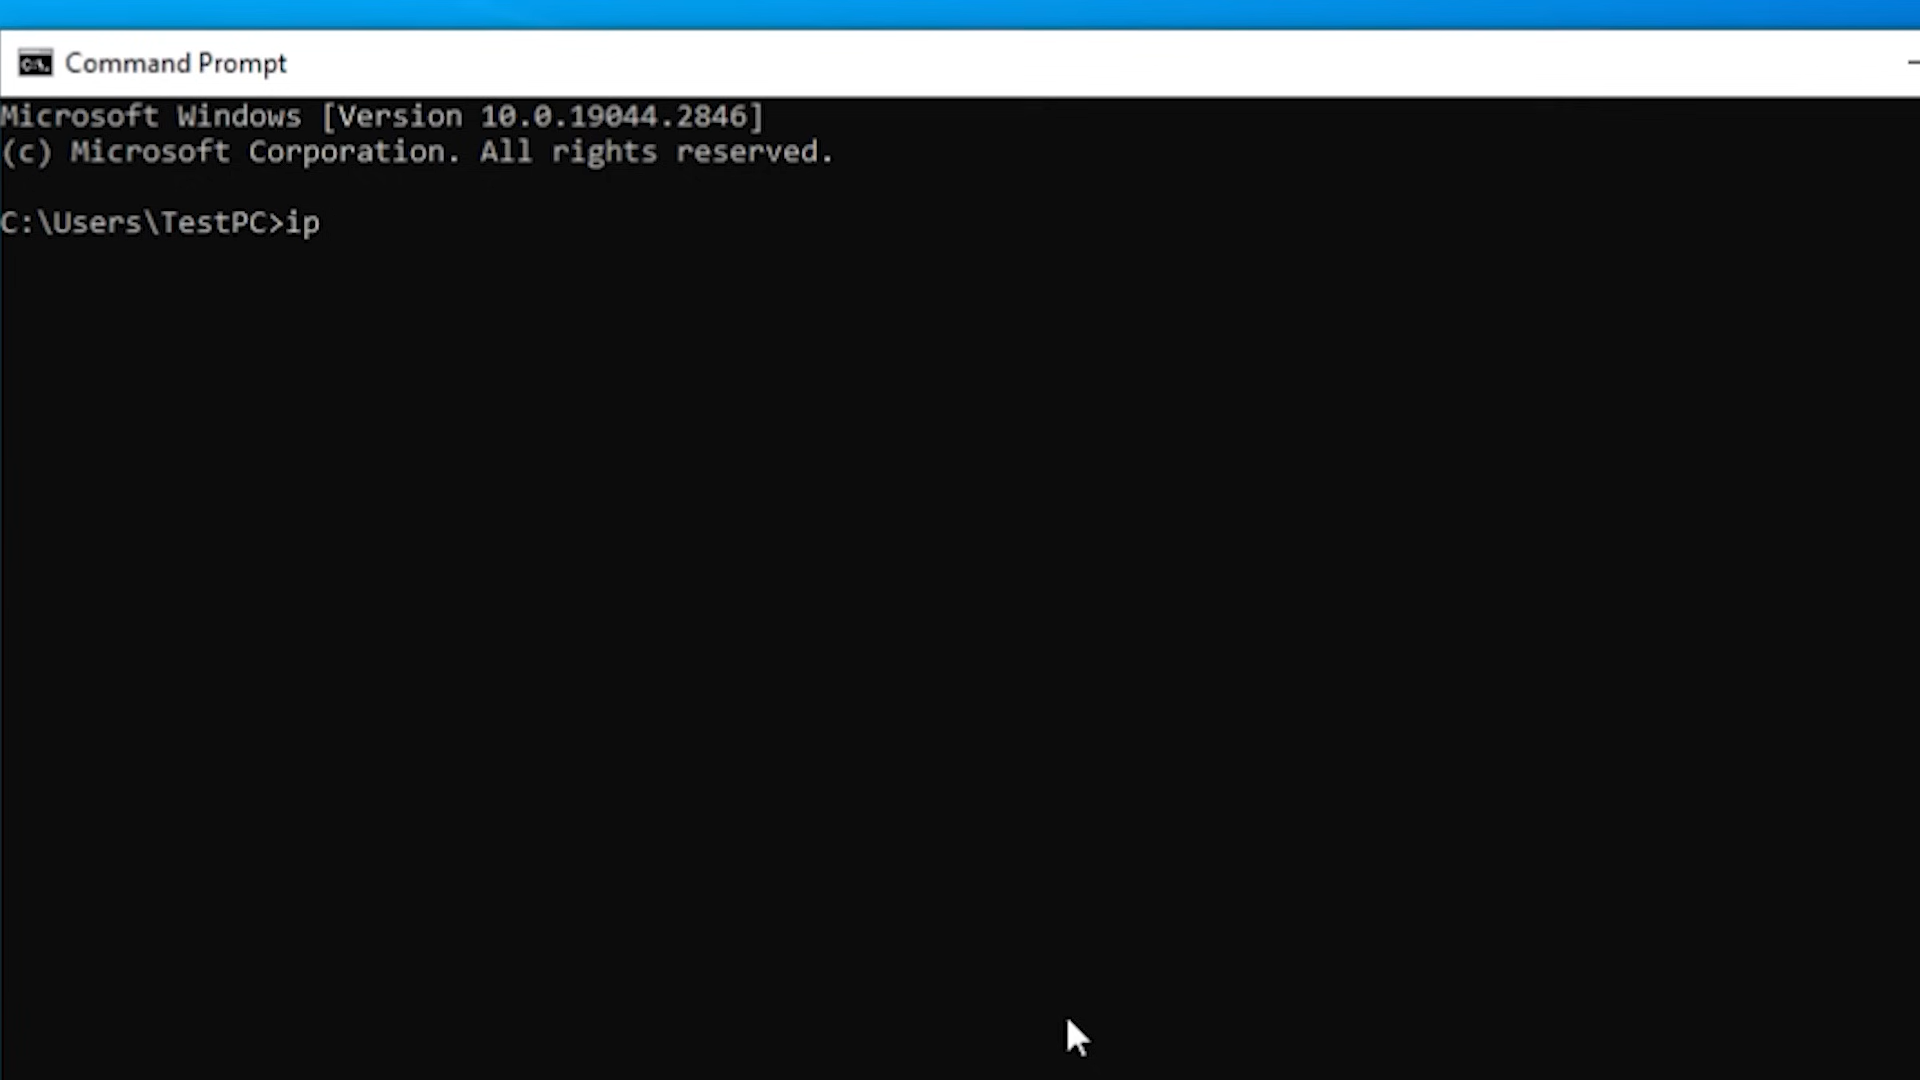 Command Prompt
Microsoft Windows [Version 10.0.19044.2846]
(c) Microsoft Corporation. All rights reserved.
C:\Users\TestPC>ip